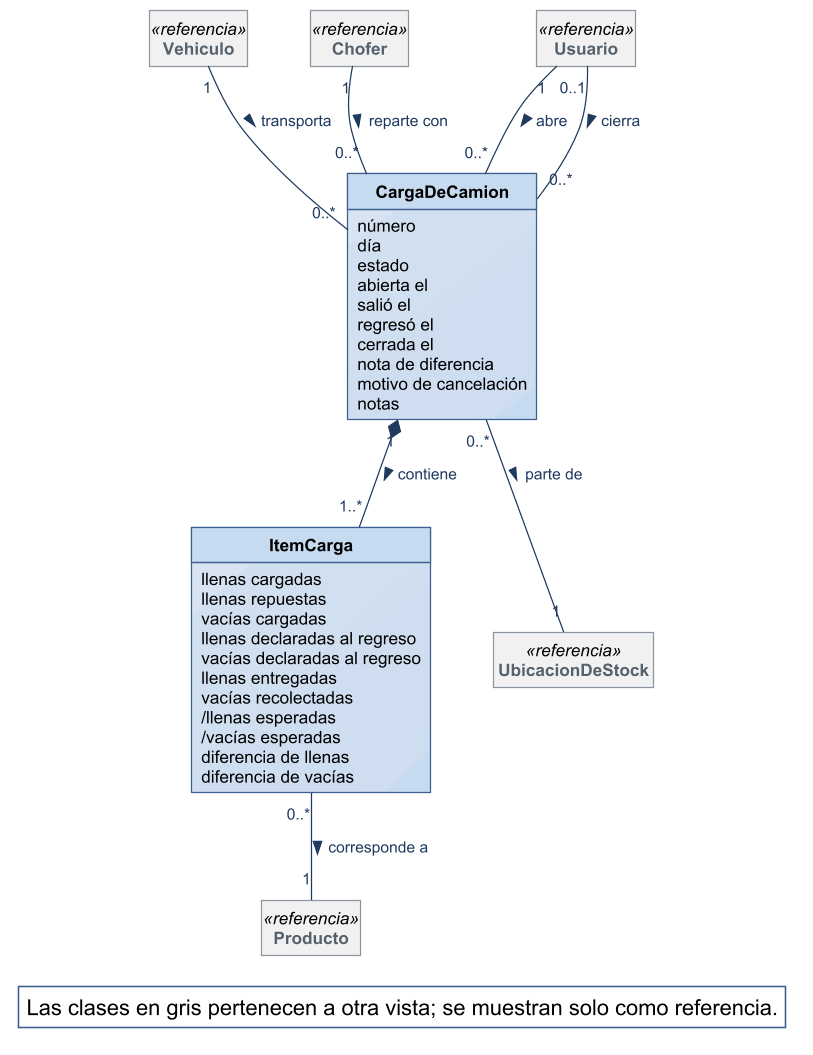 «referencia»
Vehiculo
«referencia»
Chofer
«referencia»
Usuario
1
1
1
0..1
transporta
reparte con
abre
cierra
0..*
0..*
0..*
0..*
CargaDeCamion
número
día
estado
abierta el
salió el
regresó el
cerrada el
nota de diferencia
motivo de cancelación
notas
1
0..*
contiene
parte de
1..*
ItemCarga
llenas cargadas
llenas repuestas
vacías cargadas
llenas declaradas al regreso
vacías declaradas al regreso
llenas entregadas
vacías recolectadas
/llenas esperadas
/vacías esperadas
diferencia de llenas
diferencia de vacías
1
«referencia»
UbicacionDeStock
0..*
corresponde a
1
«referencia»
Producto
Las clases en gris pertenecen a otra vista; se muestran solo como referencia.